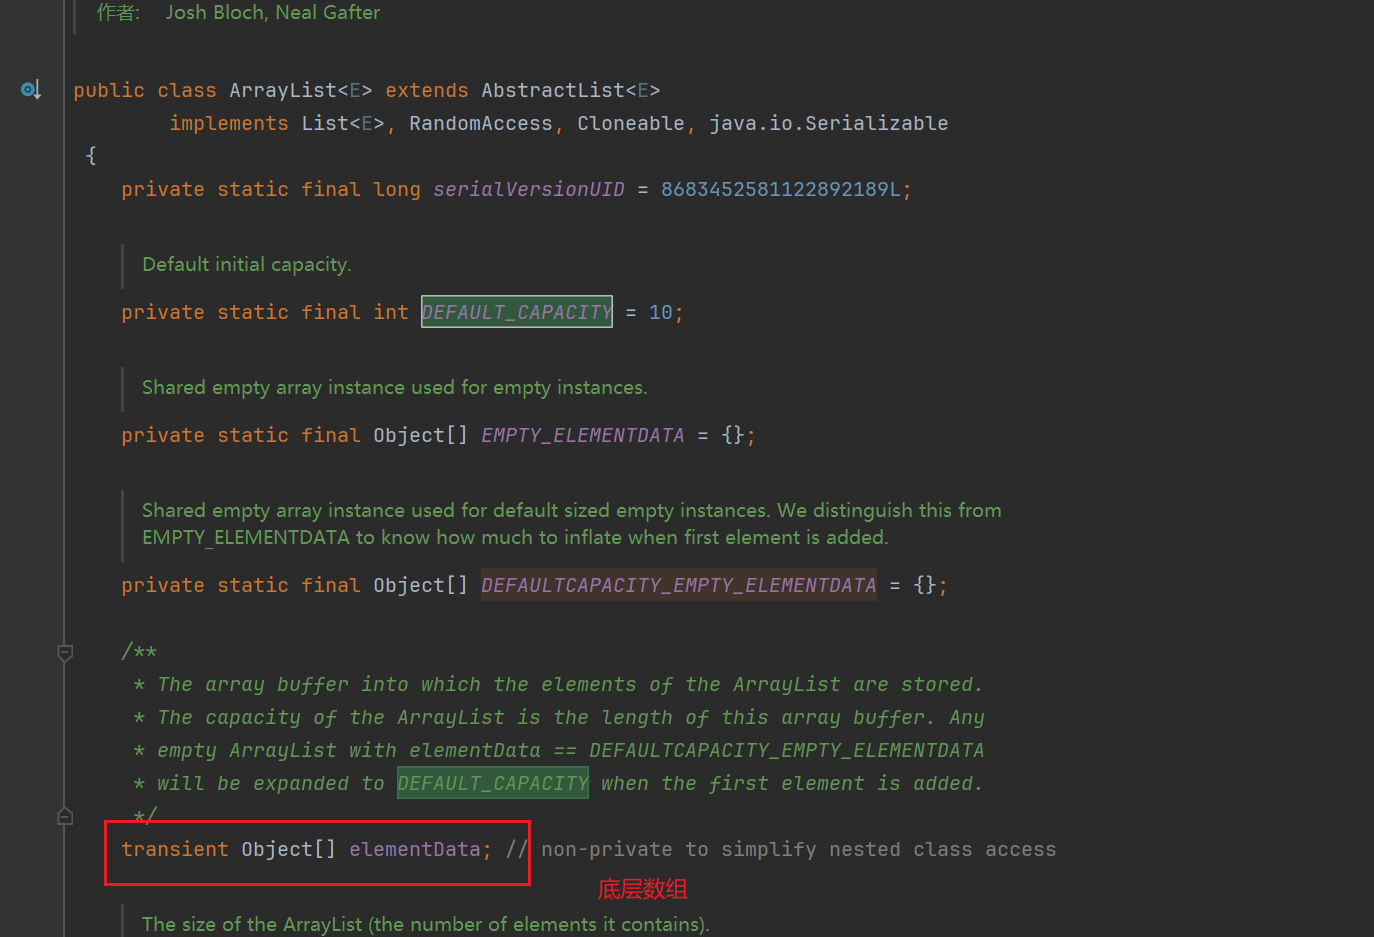 作者: Josh Bloch, Neal Gafter
public class ArrayList<E> extends AbstractList<E>
implements List<E>, RandomAccess, Cloneable, java.io.Serializable
{
private static final long serialVersionUID = 8683452581122892189L;
Default initial capacity.
private static final int DEFAULT_CAPACITY = 10;
Shared empty array instance used for empty instances.
private static final Object[] EMPTY_ELEMENTDATA = {};
Shared empty array instance used for default sized empty instances. We distinguish this from
EMPTY_ELEMENTDATA to know how much to inflate when first element is added.
private static final Object[] DEFAULTCAPACITY_EMPTY_ELEMENTDATA = {};
/**
* The array buffer into which the elements of the ArrayList are stored.
* The capacity of the ArrayList is the length of this array buffer. Any
* empty ArrayList with elementData == DEFAULTCAPACITY_EMPTY_ELEMENTDATA
* will be expanded to DEFAULT_CAPACITY when the first element is added.
*/
transient Object[] elementData; // non-private to simplify nested class access
底层数组
The size of the ArrayList (the number of elements it contains).